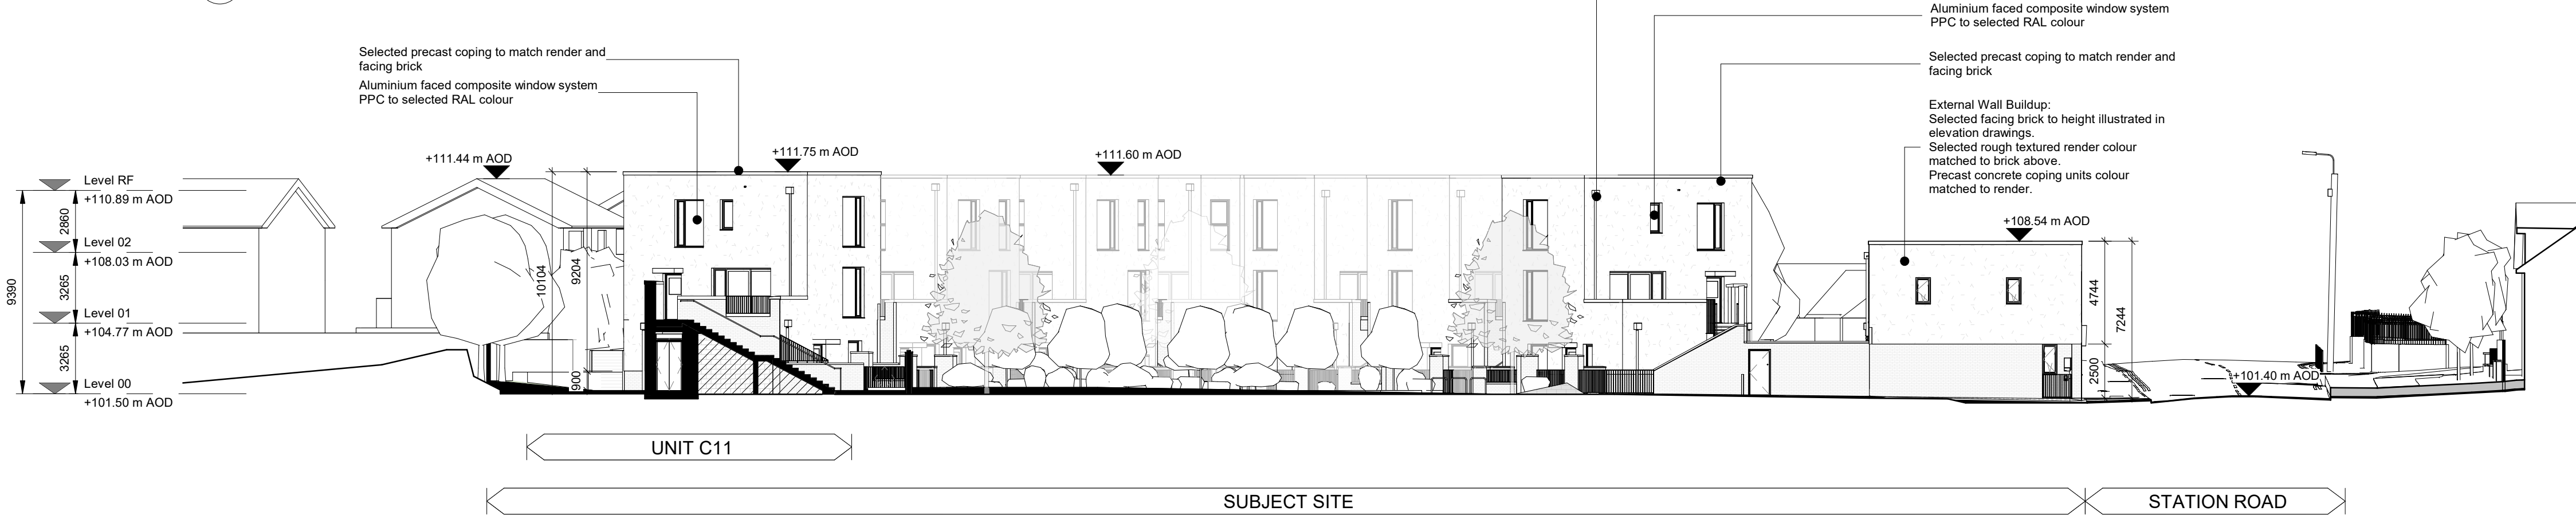 Aluminium faced composite window system
PPC to selected RAL colour
Selected precast coping to match render and
facing brick
Aluminium faced composite window system
PPC to selected RAL colour
Selected precast coping to match render and
facing brick
External Wall Buildup:
Selected facing brick to height illustrated in
elevation drawings.
Selected rough textured render colour
matched to brick above.
Precast concrete coping units colour
matched to render.
+111.44 m AOD
+111.75 m AOD
+111.60 m AOD
+108.54 m AOD
Level RF
+110.89 m AOD
2860
Level 02
+108.03 m AOD
9390
3265
Level 01
+104.77 m AOD
3265
Level 00
+101.50 m AOD
10104
9204
900
4744
7244
2500
+101.40 m AOD
UNIT C11
SUBJECT SITE
STATION ROAD